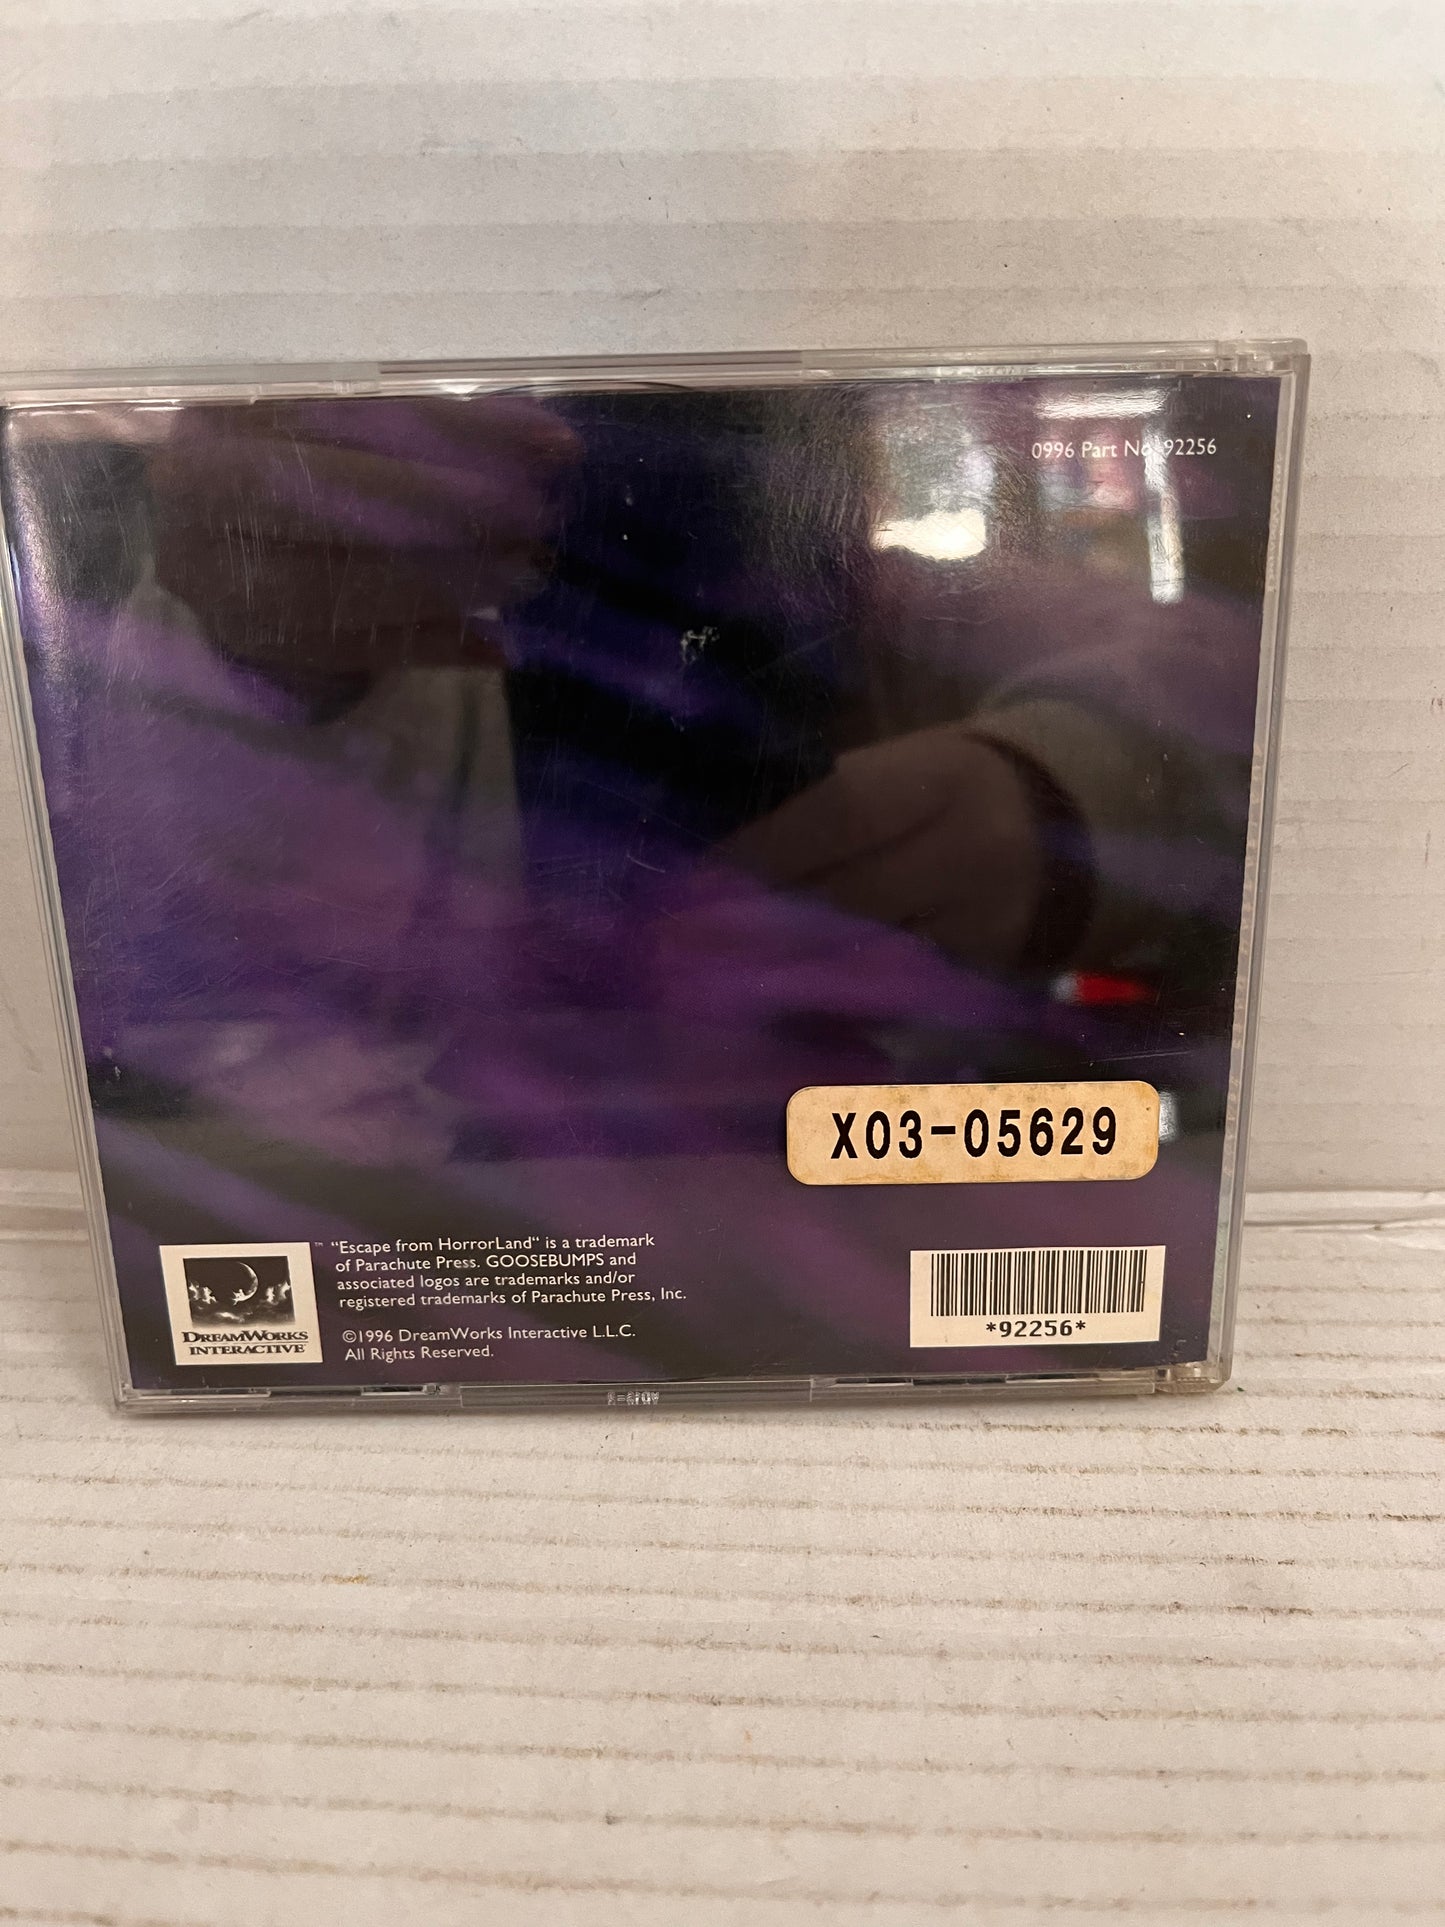 0996 Part No. 92256
X03-05629
™ "Escape from HorrorLand" is a trademark
of Parachute Press. GOOSEBUMPS and
associated logos are trademarks and/or
registered trademarks of Parachute Press, Inc.
©1996 DreamWorks Interactive L.L.C.
All Rights Reserved.
DREAMWORKS
INTERACTIVE
*92256*